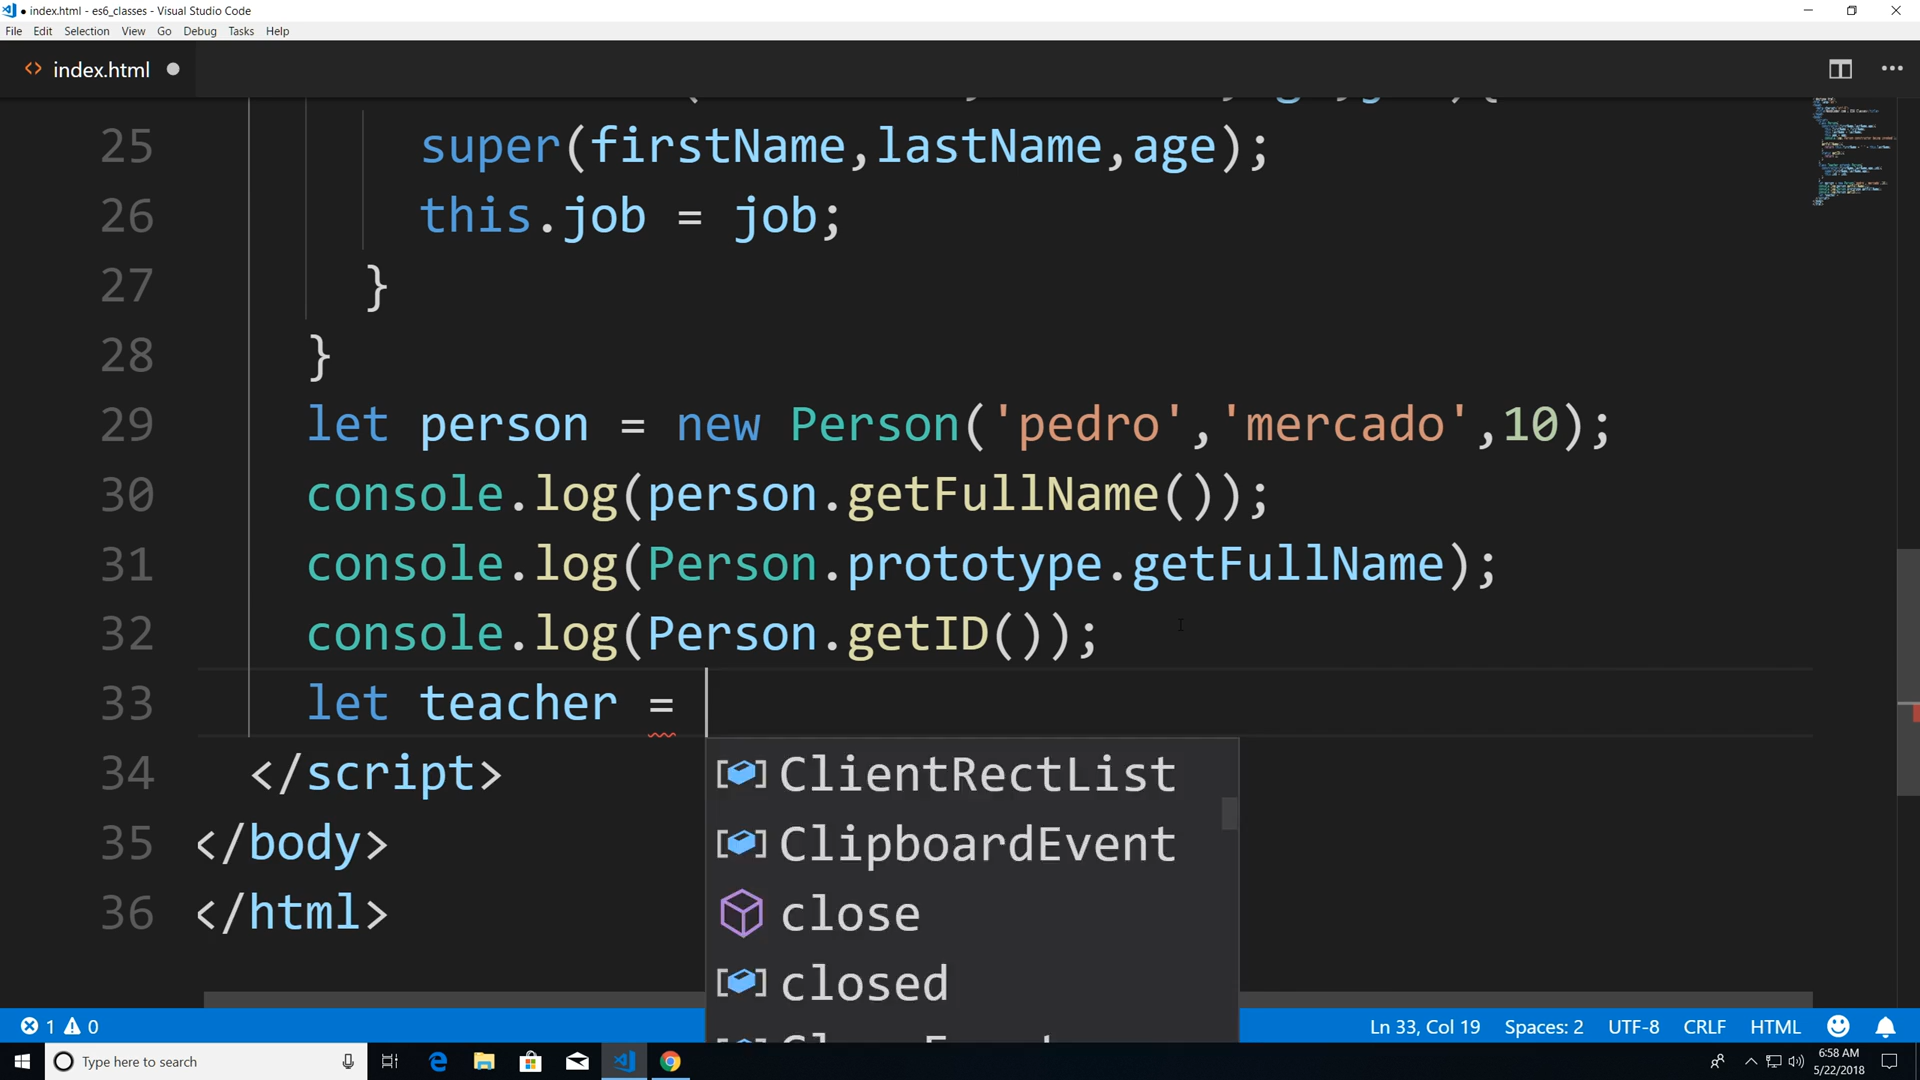 index.html - es6_classes - Visual Studio Code
File Edit Selection View Go Debug Tasks Help
index.html
25 super(firstName,lastName,age);
26 this.job = job;
27 }
28 }
29 let person = new Person('pedro','mercado',10);
30 console.log(person.getFullName());
31 console.log(Person.prototype.getFullName);
32 console.log(Person.getID());
33 let teacher =
34 </script>
35 </body>
36 </html>
ClientRectList
ClipboardEvent
close
closed
1 0 Ln 33, Col 19 Spaces: 2 UTF-8 CRLF HTML
Type here to search
6:58 AM
5/22/2018